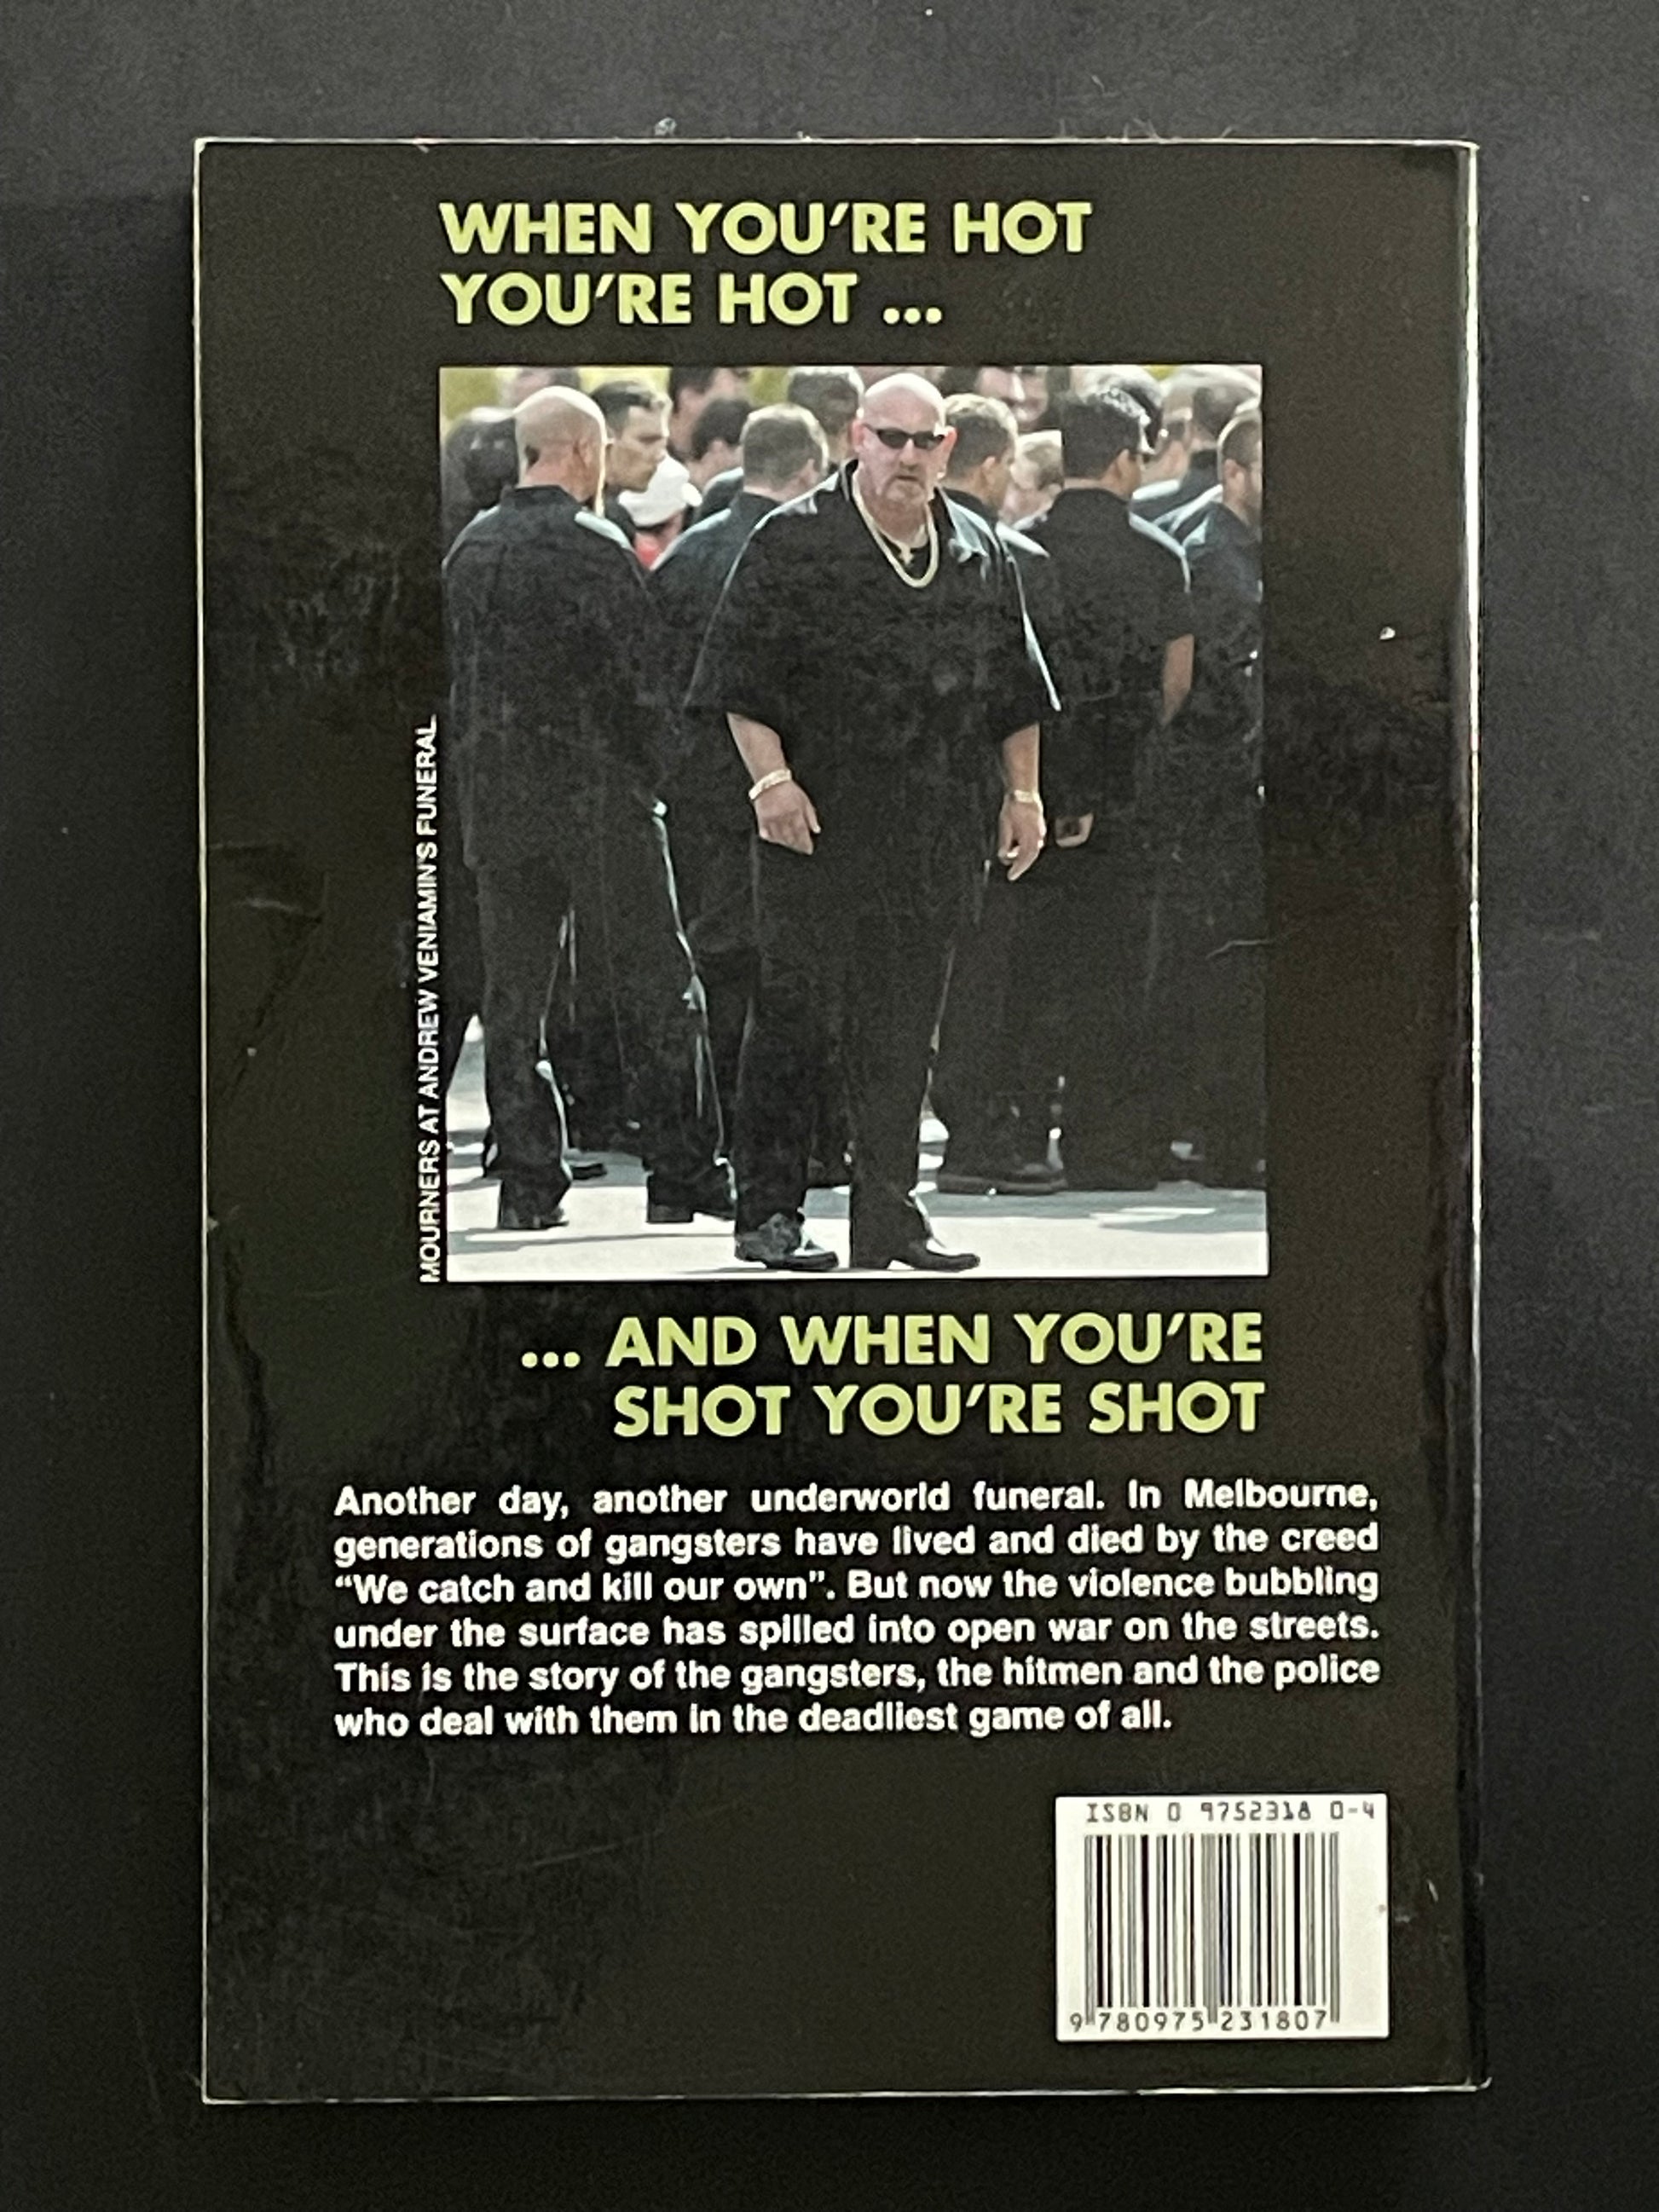 WHEN YOU'RE HOT
YOU'RE HOT ...
MOURNERS AT ANDREW VENIAMIN'S FUNERAL
... AND WHEN YOU'RE
SHOT YOU'RE SHOT
Another day, another underworld funeral. In Melbourne,
generations of gangsters have lived and died by the creed
“We catch and kill our own”. But now the violence bubbling
under the surface has spilled into open war on the streets.
This is the story of the gangsters, the hitmen and the police
who deal with them in the deadliest game of all.
ISBN 0 9752318 0-4
9 780975 231807